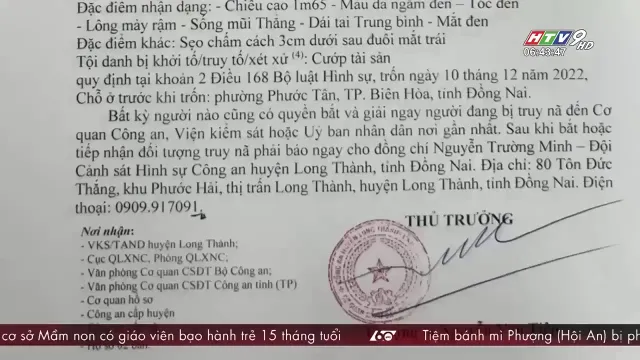 Đặc điểm nhận dạng: - Chiều cao 1m65 - Màu da ngăm đen – Tóc đen
- Lông mày rậm - Sống mũi Thẳng - Dái tai Trung bình - Mắt đen
Đặc điểm khác: Sẹo chấm cách 3cm dưới sau đuôi mắt trái
Tội danh bị khởi tố/truy tố/xét xử (4): Cướp tài sản
quy định tại khoản 2 Điều 168 Bộ luật Hình sự, trốn ngày 10 tháng 12 năm 2022,
Chỗ ở trước khi trốn: phường Phước Tân, TP. Biên Hòa, tỉnh Đồng Nai.
Bất kỳ người nào cũng có quyền bắt và giải ngay người đang bị truy nã đến Cơ
quan Công an, Viện kiểm sát hoặc Uỷ ban nhân dân nơi gần nhất. Sau khi bắt hoặc
tiếp nhận đối tượng truy nã phải báo ngay cho đồng chí Nguyễn Trường Minh – Đội
Cảnh sát Hình sự Công an huyện Long Thành, tỉnh Đồng Nai. Địa chỉ: 80 Tôn Đức
Thắng, khu Phước Hải, thị trấn Long Thành, huyện Long Thành, tỉnh Đồng Nai. Điện
thoại: 0909.917091.
THỦ TRƯỞNG
Nơi nhận:
- VKS/TAND huyện Long Thành;
- Cục QLXNC, Phòng QLXNC;
- Văn phòng Cơ quan CSĐT Bộ Công an;
- Văn phòng Cơ quan CSĐT Công an tỉnh (TP)
- Cơ quan hồ sơ
- Công an cấp huyện
HTV9 HD
06:43:47
cơ sở Mầm non có giáo viên bạo hành trẻ 15 tháng tuổi
60
Tiệm bánh mì Phượng (Hội An) bị ph